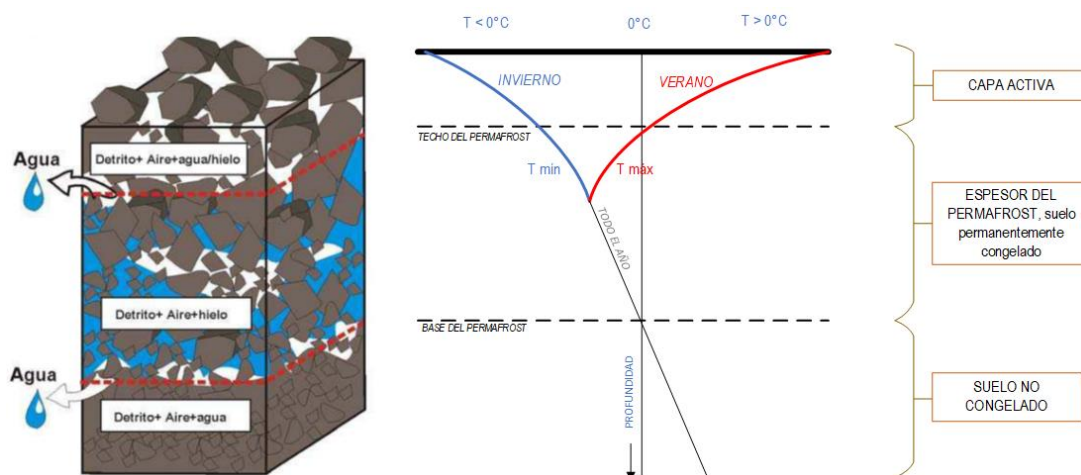 Agua
Detrito+ Aire+agua/hielo
Detrito+ Aire+hielo
Agua
Detrito+ Aire+agua
T < 0°C
0°C
T > 0°C
INVIERNO
VERANO
TECHO DEL PERMAFROST
T min
T máx
TODO EL AÑO
BASE DEL PERMAFROST
PROFUNDIDAD
CAPA ACTIVA
ESPESOR DEL
PERMAFROST, suelo
permanentemente
congelado
SUELO NO
CONGELADO